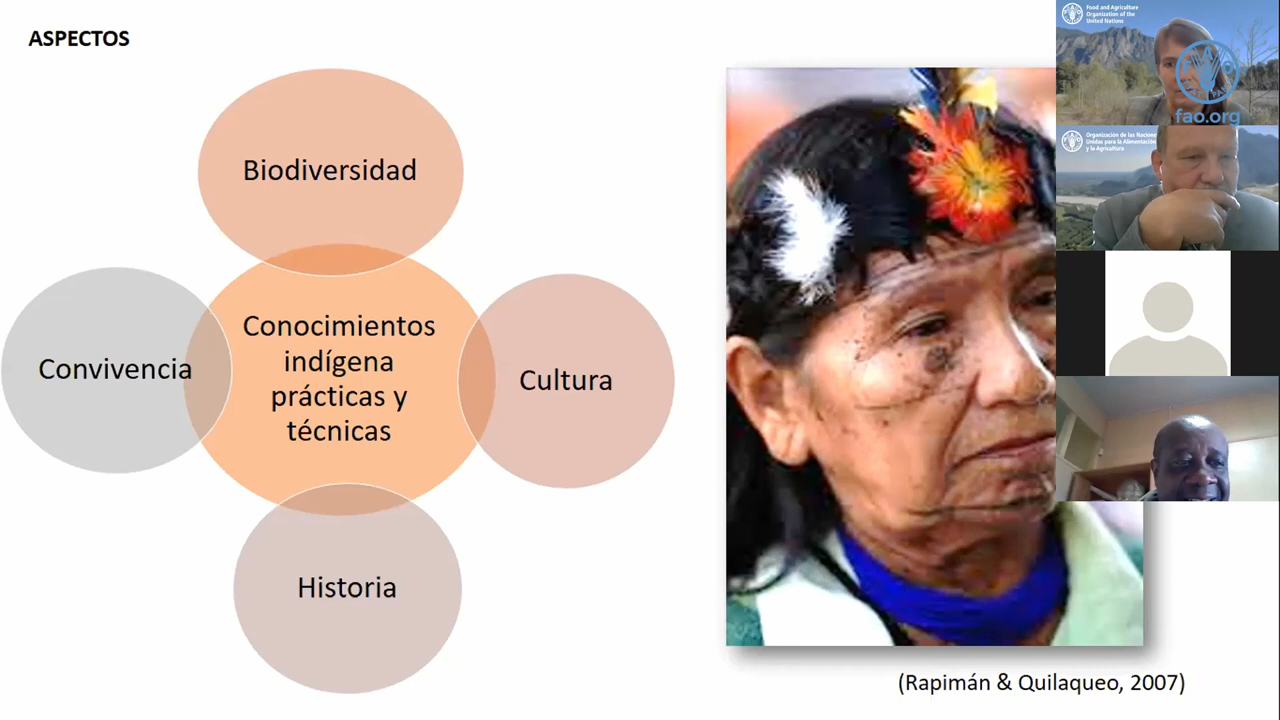 ASPECTOS
Biodiversidad
Convivencia
Conocimientos
indígena
prácticas y
técnicas
Cultura
Historia
(Rapimán & Quilaqueo, 2007)
Food and Agriculture
Organization of the
United Nations
fao.org
Organización de las Naciones
Unidas para la Alimentación
y la Agricultura